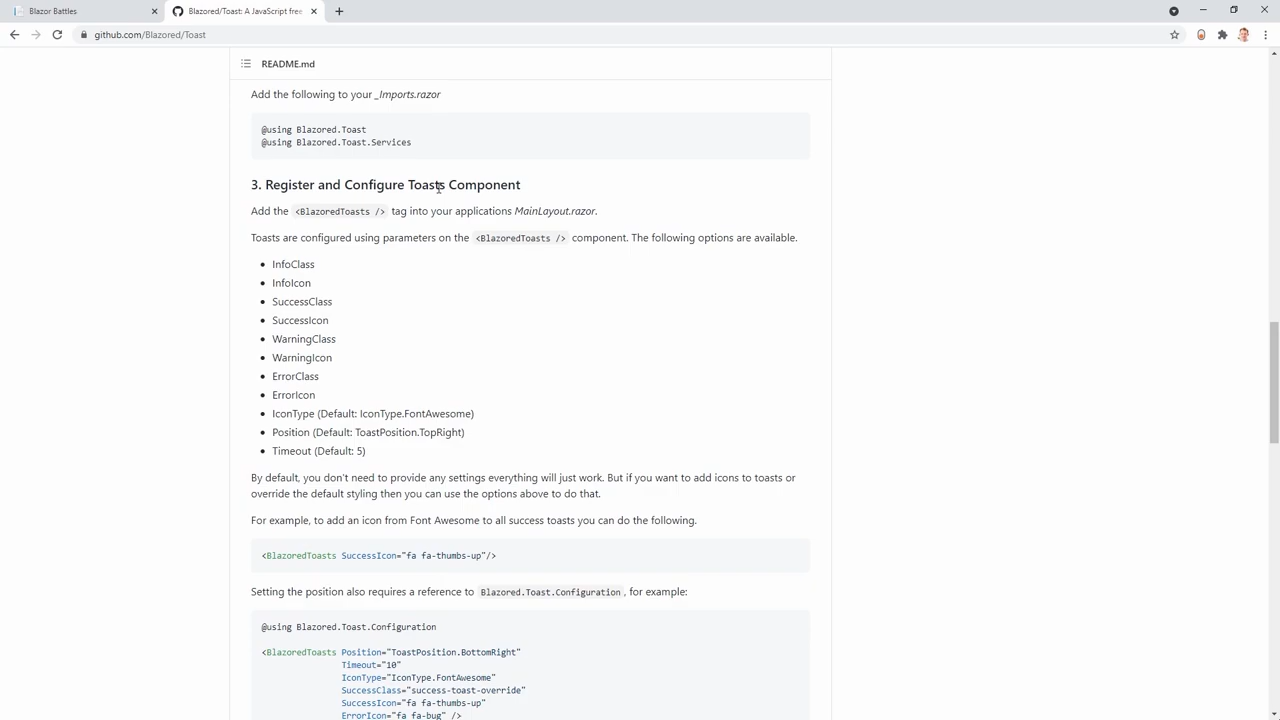 Blazor Battles
Blazored/Toast: A JavaScript free
github.com/Blazored/Toast
README.md
Add the following to your _Imports.razor
@using Blazored.Toast
@using Blazored.Toast.Services
3. Register and Configure Toasts Component
Add the <BlazoredToasts /> tag into your applications MainLayout.razor.
Toasts are configured using parameters on the <BlazoredToasts /> component. The following options are available.
• InfoClass
• InfoIcon
• SuccessClass
• SuccessIcon
• WarningClass
• WarningIcon
• ErrorClass
• ErrorIcon
• IconType (Default: IconType.FontAwesome)
• Position (Default: ToastPosition.TopRight)
• Timeout (Default: 5)
By default, you don't need to provide any settings everything will just work. But if you want to add icons to toasts or
override the default styling then you can use the options above to do that.
For example, to add an icon from Font Awesome to all success toasts you can do the following.
<BlazoredToasts SuccessIcon="fa fa-thumbs-up"/>
Setting the position also requires a reference to Blazored.Toast.Configuration, for example:
@using Blazored.Toast.Configuration
<BlazoredToasts Position="ToastPosition.BottomRight"
Timeout="10"
IconType="IconType.FontAwesome"
SuccessClass="success-toast-override"
SuccessIcon="fa fa-thumbs-up"
ErrorIcon="fa fa-bug" />